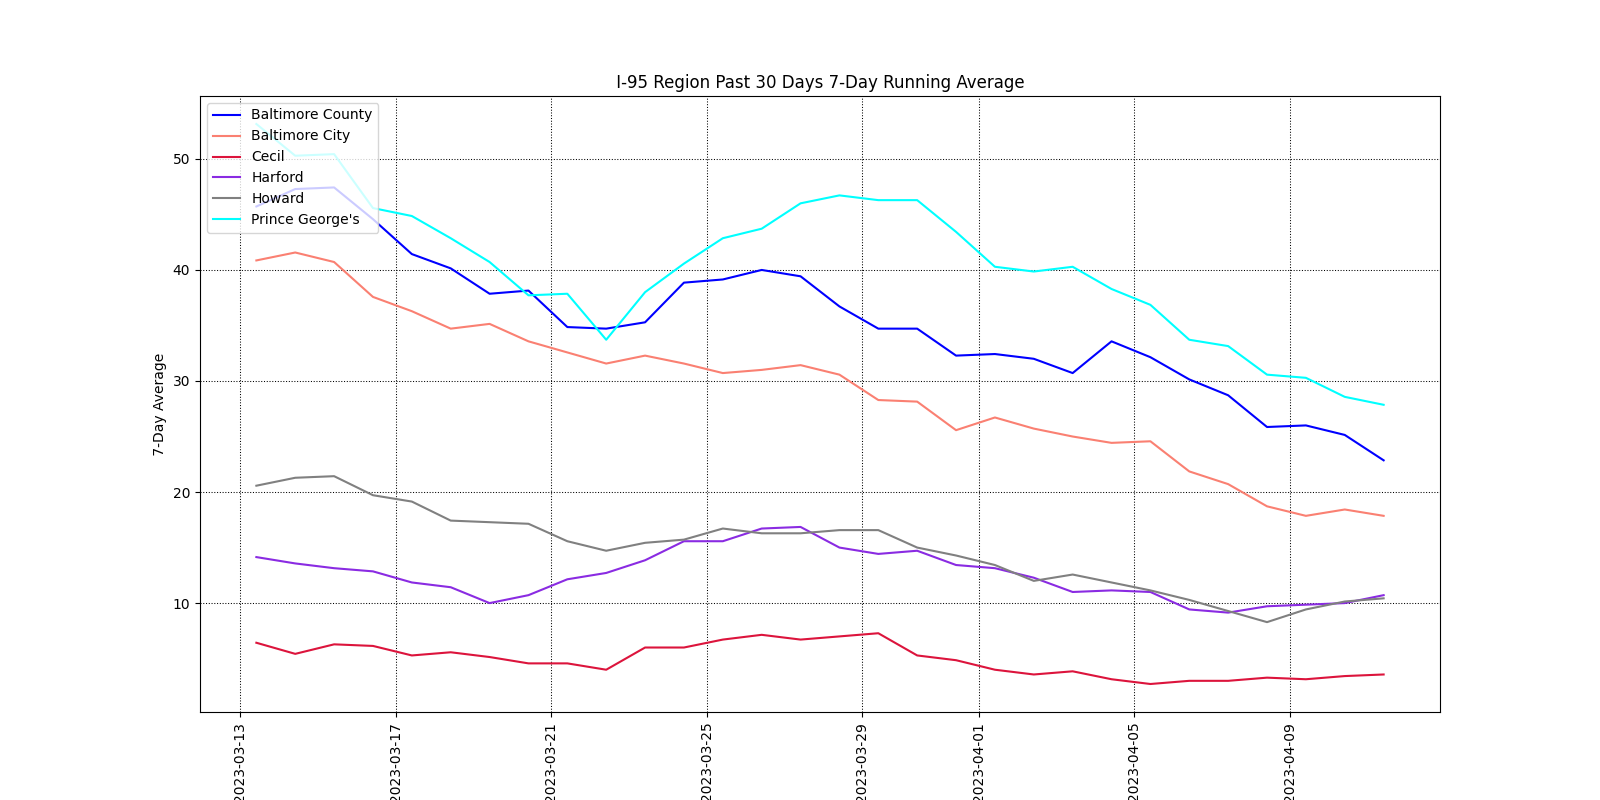 I-95 Region Past 30 Days 7-Day Running Average
Baltimore County
Baltimore City
Cecil
Harford
Howard
Prince George's
7-Day Average
50
40
30
20
10
2023-03-13
2023-03-17
2023-03-21
2023-03-25
2023-03-29
2023-04-01
2023-04-05
2023-04-09